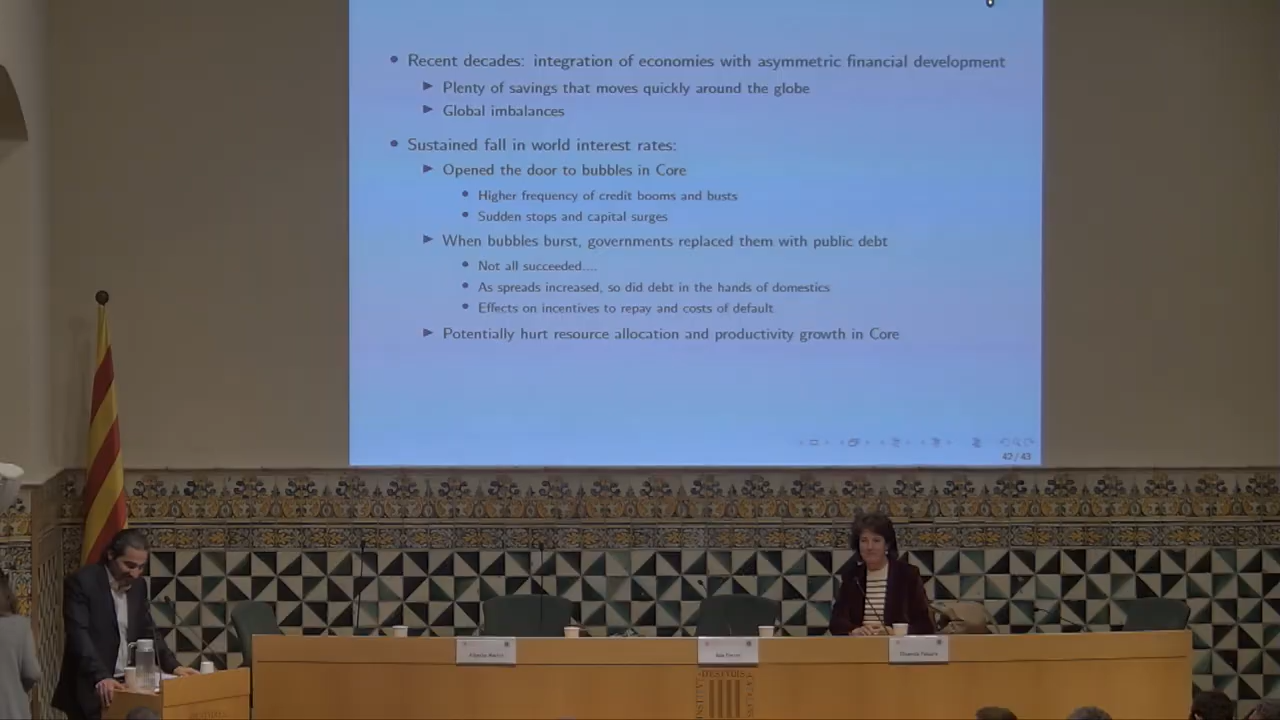 Recent decades: integration of economies with asymmetric financial development
Plenty of savings that moves quickly around the globe
Global imbalances
Sustained fall in world interest rates:
Opened the door to bubbles in Core
Higher frequency of credit booms and busts
Sudden stops and capital surges
When bubbles burst, governments replaced them with public debt
Not all succeeded....
As spreads increased, so did debt in the hands of domestics
Effects on incentives to repay and costs of default
Potentially hurt resource allocation and productivity growth in Core
42/43